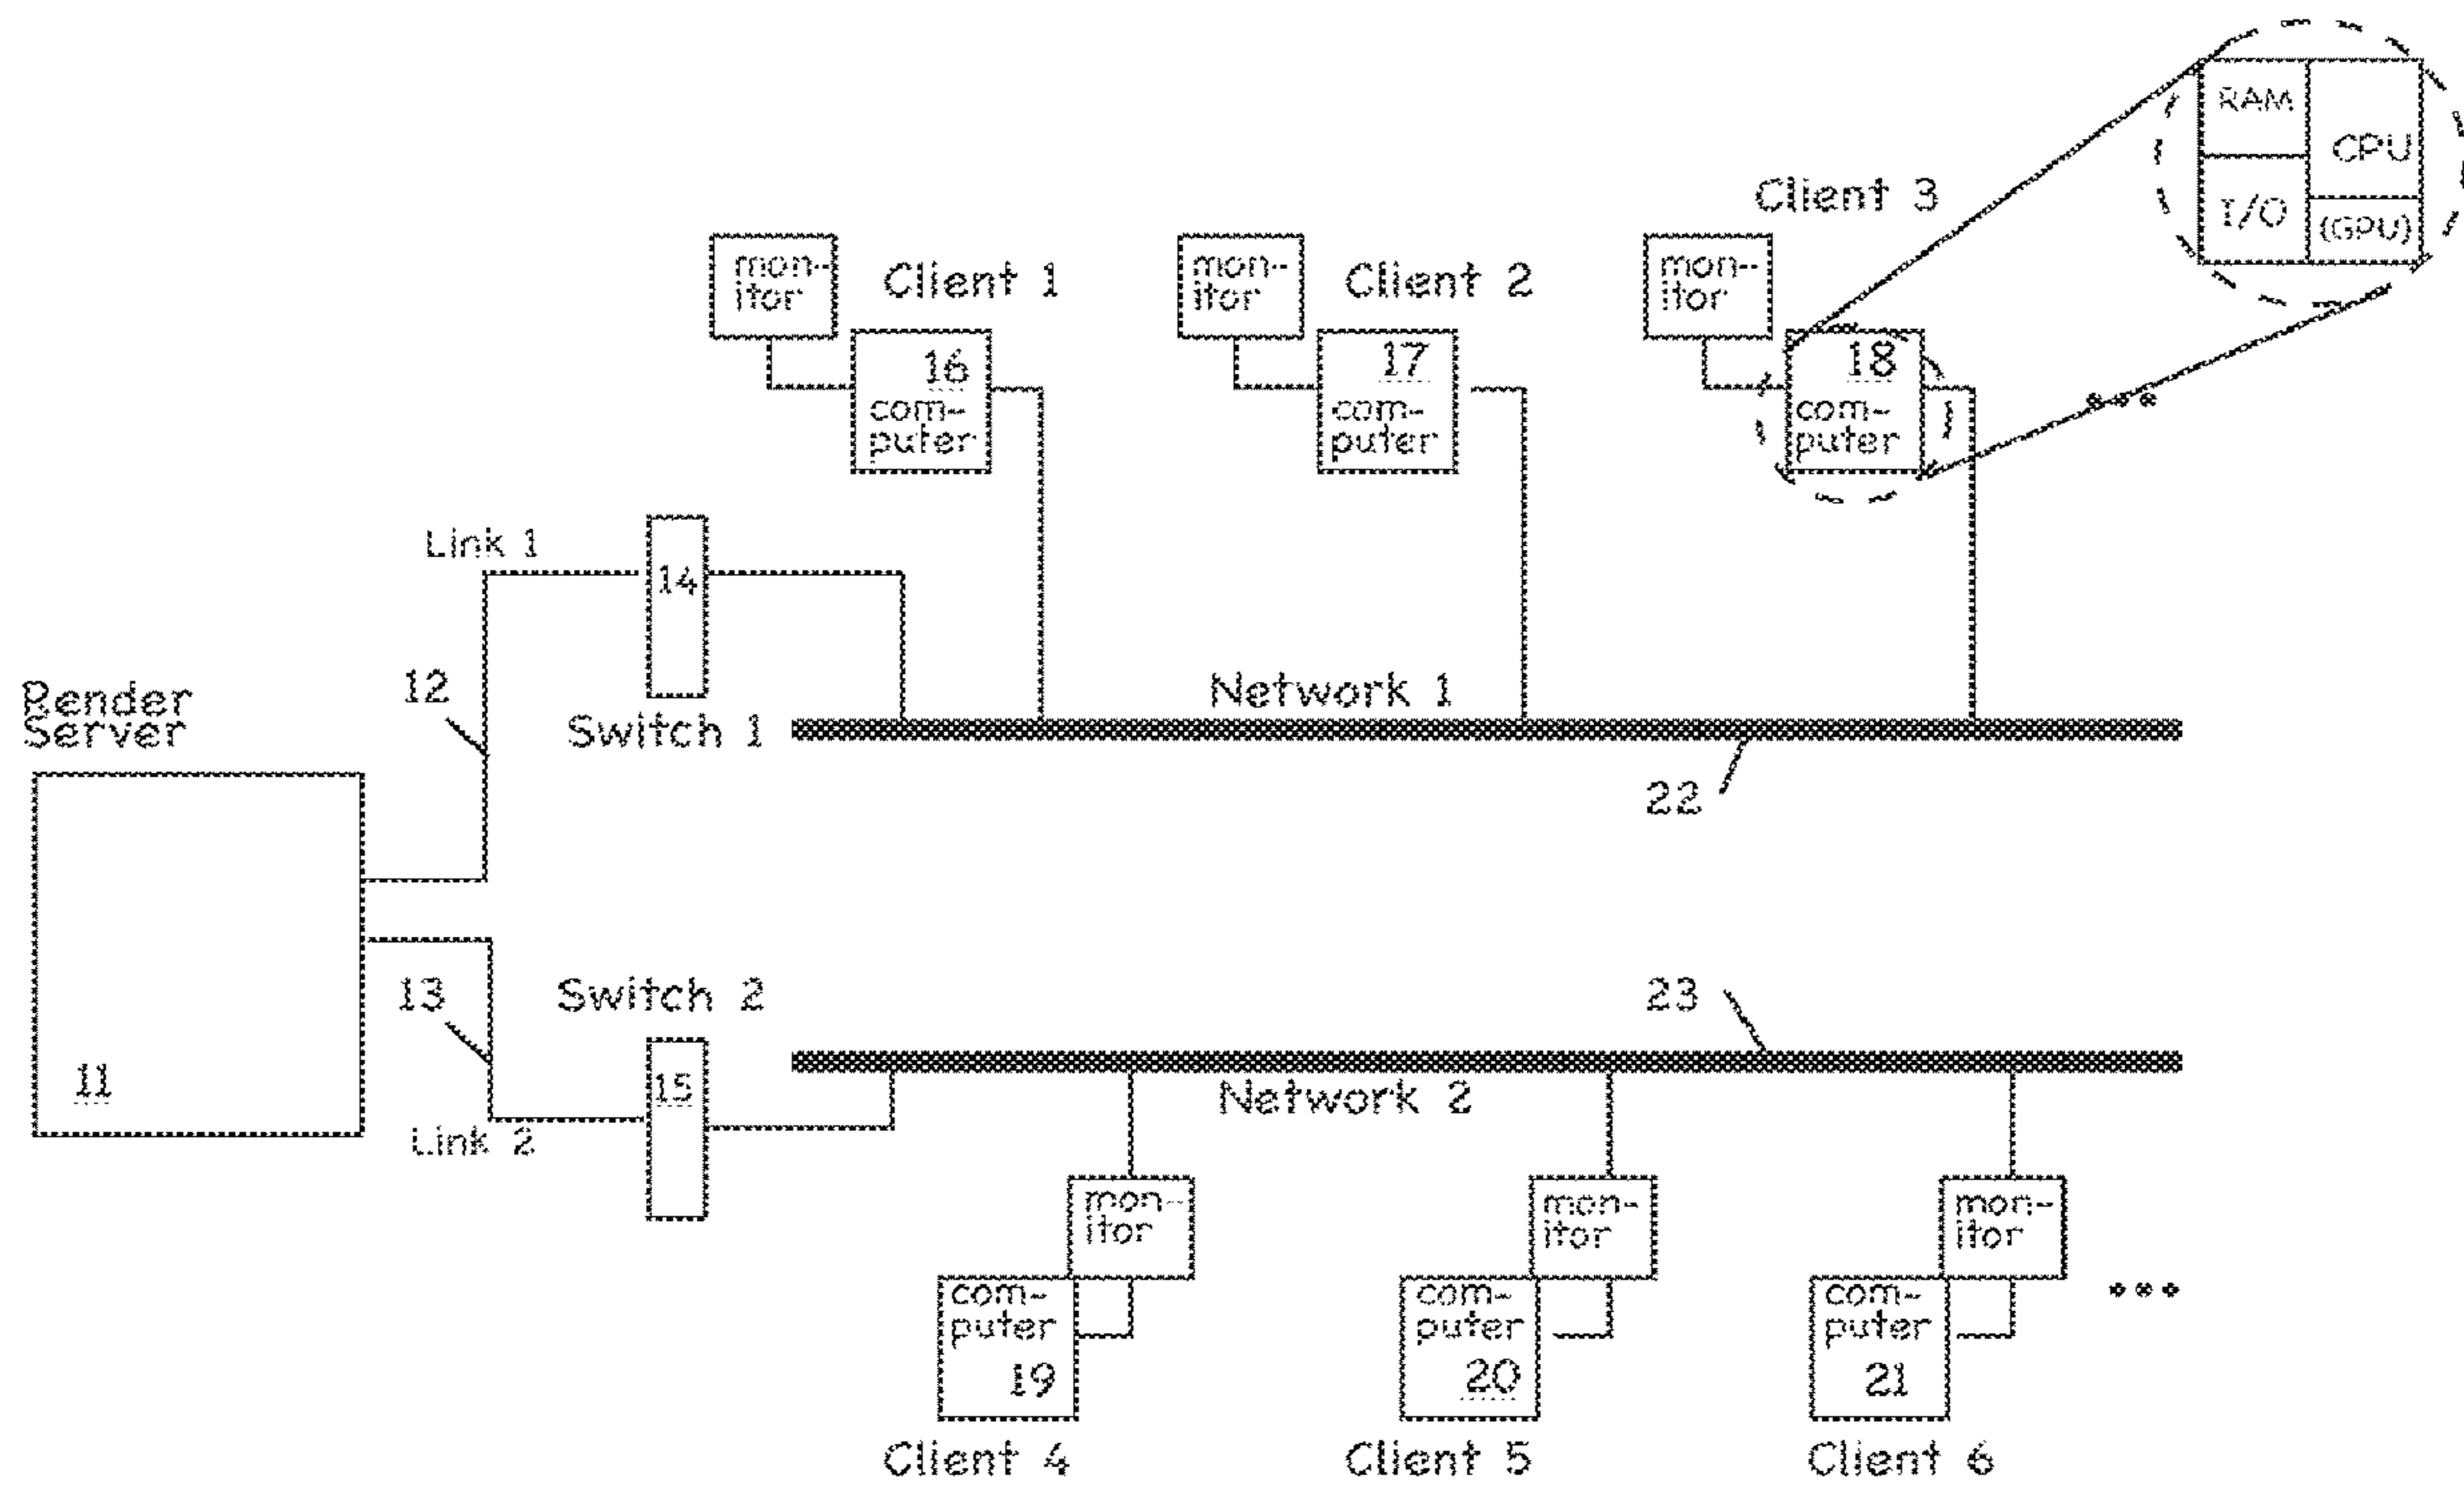 RAM
CPU
I/O
(GPU)
Client 3
mon-
itor
Client 1
mon-
itor
Client 2
mon-
itor
16
com-
puter
17
com-
puter
18
com-
puter
•••
Link 1
14
Switch 1
12
Network 1
22
Render
Server
11
13
Switch 2
15
Link 2
23
Network 2
mon-
itor
mon-
itor
mon-
itor
com-
puter
19
com-
puter
20
com-
puter
21
•••
Client 4
Client 5
Client 6